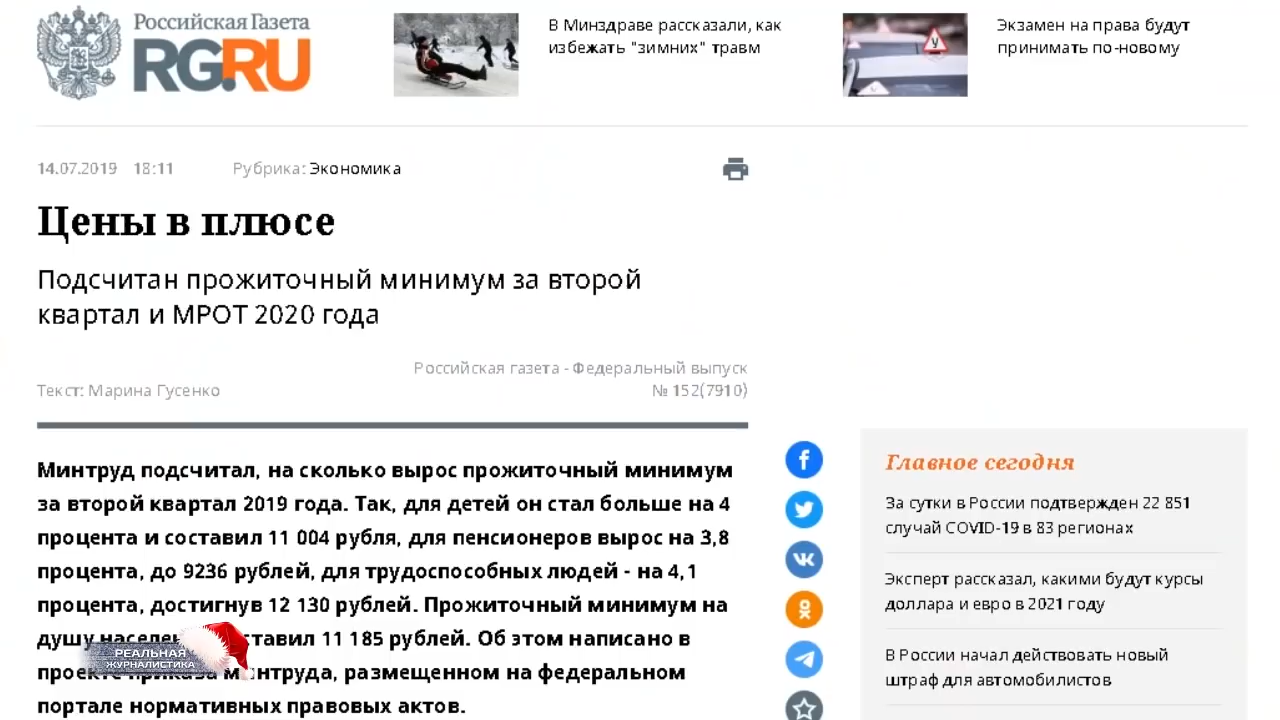 Российская Газета
RG.RU
В Минздраве рассказали, как
избежать "зимних" травм
Экзамен на права будут
принимать по-новому
14.07.2019 18:11 Рубрика: Экономика
Цены в плюсе
Подсчитан прожиточный минимум за второй
квартал и МРОТ 2020 года
Российская газета - Федеральный выпуск
Текст: Марина Гусенко № 152(7910)
Минтруд подсчитал, на сколько вырос прожиточный минимум
за второй квартал 2019 года. Так, для детей он стал больше на 4
процента и составил 11 004 рубля, для пенсионеров вырос на 3,8
процента, до 9236 рублей, для трудоспособных людей - на 4,1
процента, достигнув 12 130 рублей. Прожиточный минимум на
душу 11 185 рублей. Об этом написано в
размещенном на федеральном
портале нормативных правовых актов.
РЕАЛЬНАЯ
ЖУРНАЛИСТИКА
Главное сегодня
За сутки в России подтвержден 22 851
случай COVID-19 в 83 регионах
Эксперт рассказал, какими будут курсы
доллара и евро в 2021 году
В России начал действовать новый
штраф для автомобилистов